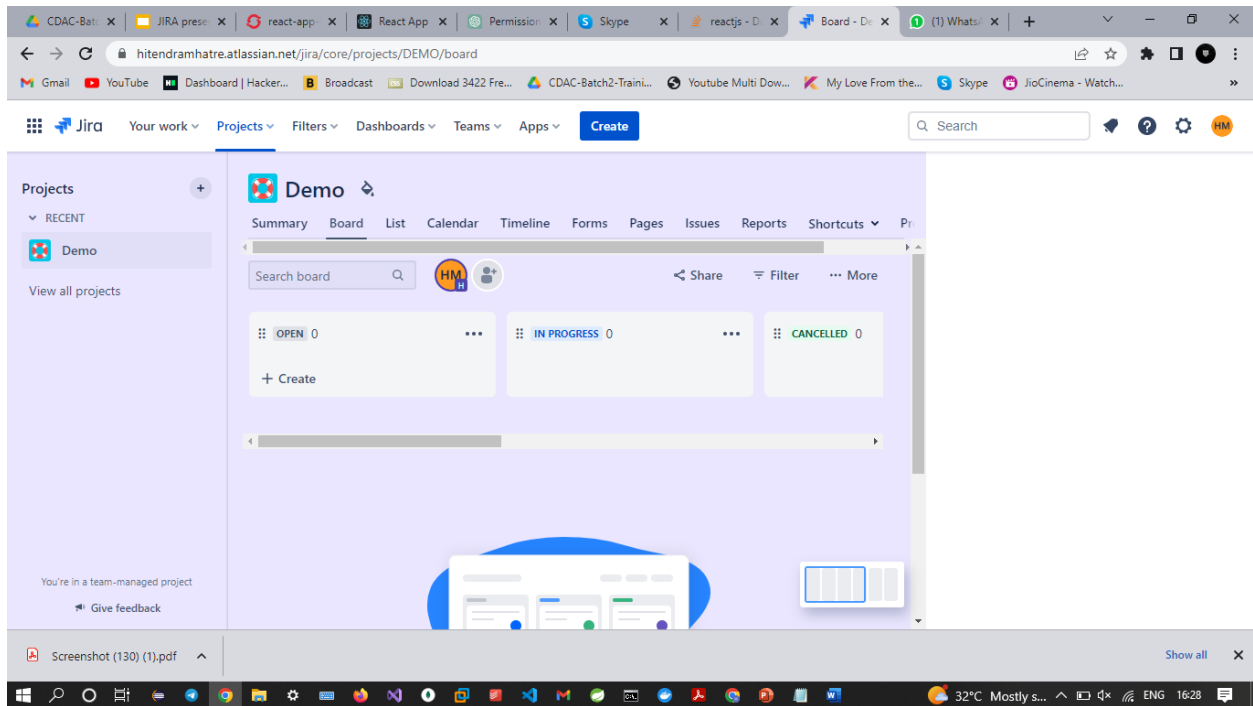 CDAC-Batc
JIRA prese
react-app-
React App
Permission
Skype
reactjs - D
Board - De
(1) WhatsA
hitendramhatre.atlassian.net/jira/core/projects/DEMO/board
Gmail
YouTube
Dashboard | Hacker...
Broadcast
Download 3422 Fre...
CDAC-Batch2-Traini...
Youtube Multi Dow...
My Love From the...
Skype
JioCinema - Watch...
Jira
Your work
Projects
Filters
Dashboards
Teams
Apps
Create
Search
HM
Projects
RECENT
Demo
View all projects
Demo
Summary
Board
List
Calendar
Timeline
Forms
Pages
Issues
Reports
Shortcuts
Search board
HM
H
Share
Filter
More
OPEN 0
IN PROGRESS 0
CANCELLED 0
+ Create
You're in a team-managed project
Give feedback
Screenshot (130) (1).pdf
Show all
32°C Mostly s...
ENG
16:28